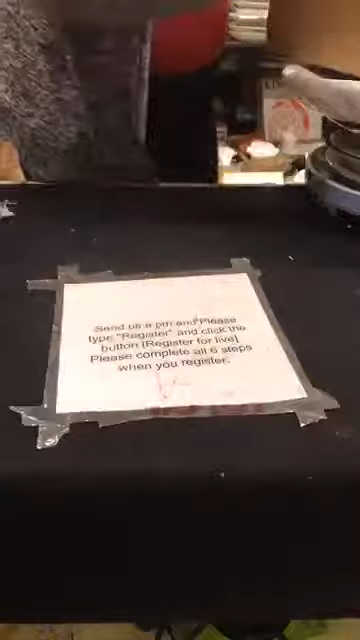 Send us a pm and Please
type "Register" and click the
button [Register for live]
Please complete all 6 steps
when you register.